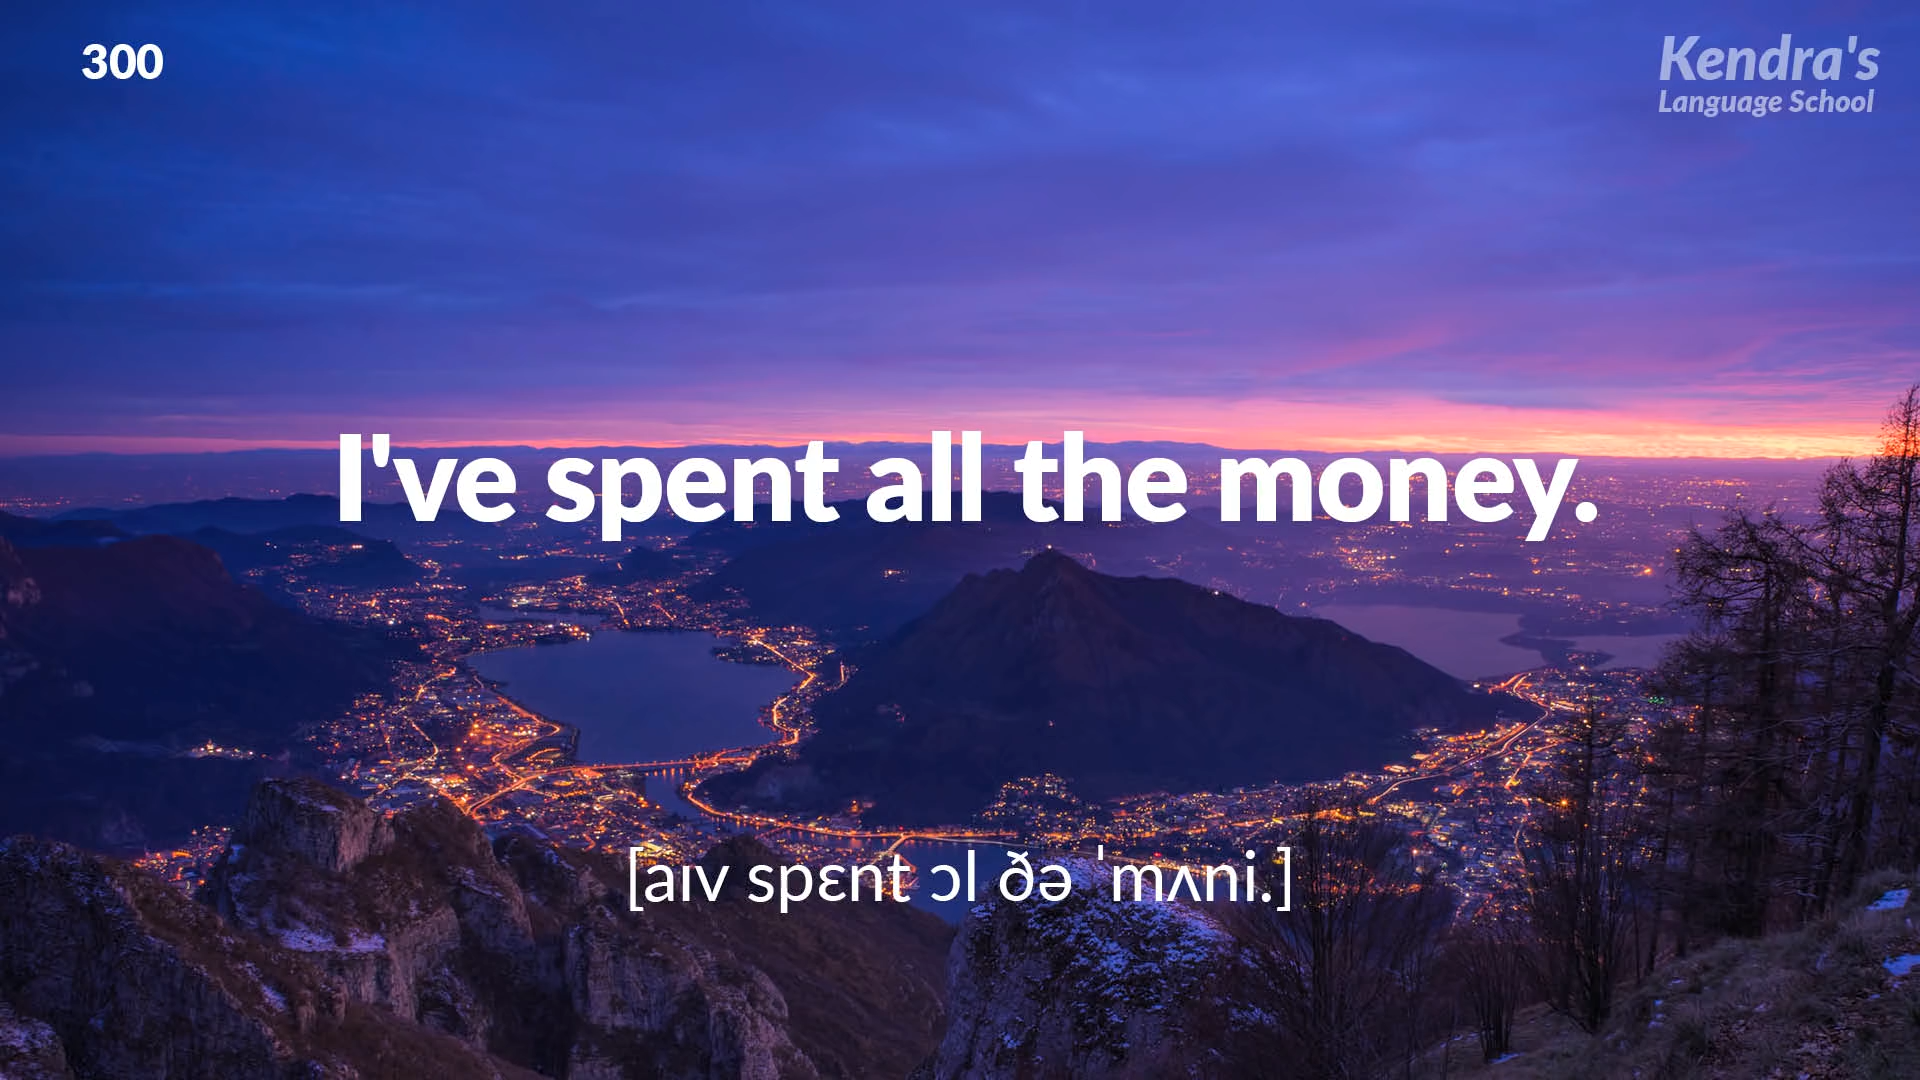 300
Kendra's
Language School
I've spent all the money.
[aɪv spɛnt ɔl ðə ˈmʌni.]